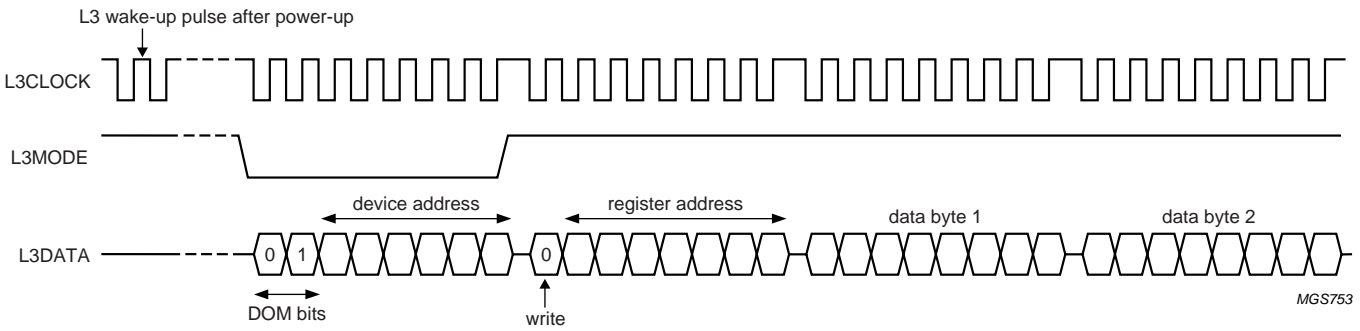 L3 wake-up pulse after power-up
L3CLOCK
L3MODE
device address
register address
data byte 1
data byte 2
L3DATA
0
1
0
DOM bits
write
MGS753